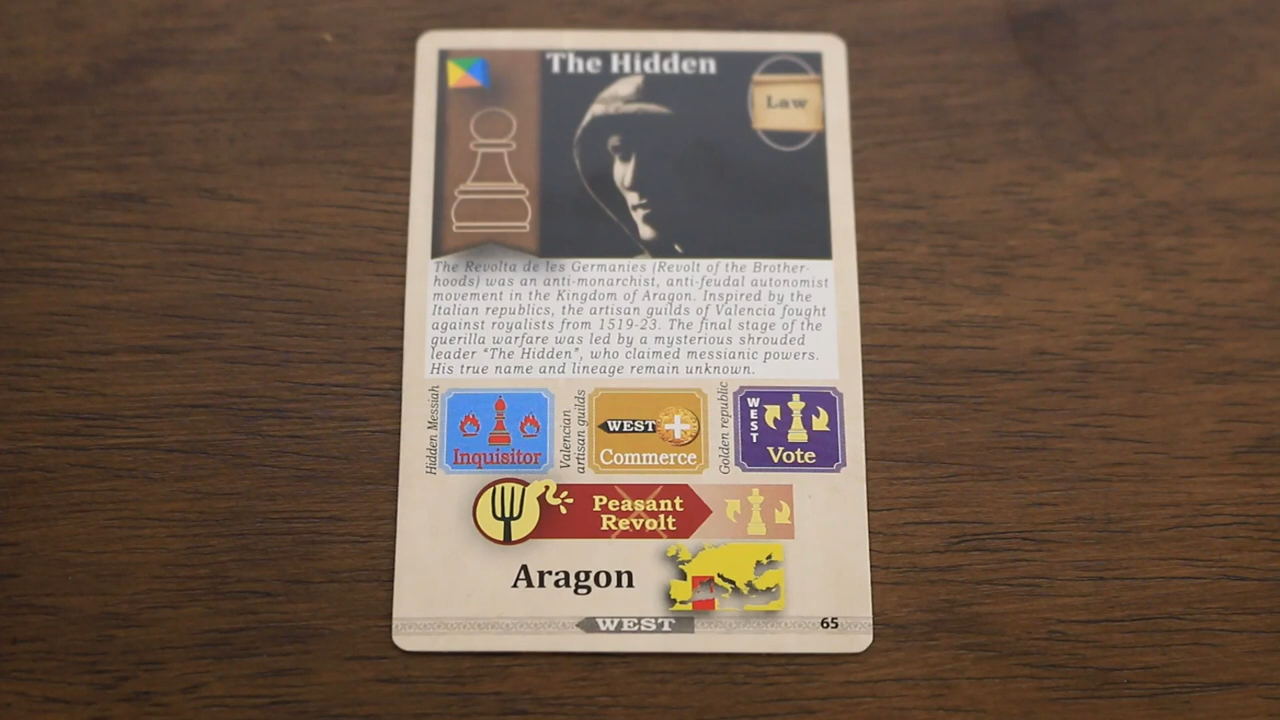 The Hidden
Law
The Revolta de les Germanies (Revolt of the Brother-
hoods) was an anti-monarchist, anti-feudal autonomist
movement in the Kingdom of Aragon. Inspired by the
Italian republics, the artisan guilds of Valencia fought
against royalists from 1519-23. The final stage of the
guerilla warfare was led by a mysterious shrouded
leader "The Hidden", who claimed messianic powers.
His true name and lineage remain unknown.
Hidden Messiah
Inquisitor
Valencian
artisan guilds
WEST
Commerce
Golden republic
WEST
Vote
Peasant
Revolt
Aragon
WEST
65